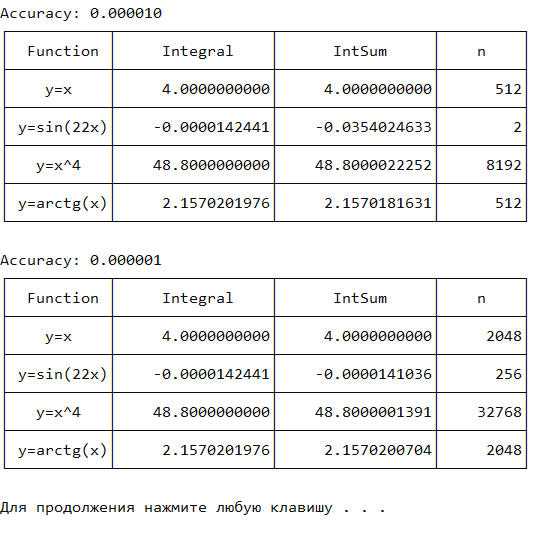 Accuracy: 0.000010
Function Integral IntSum n
y=x 4.0000000000 4.0000000000 512
y=sin(22x) -0.0000142441 -0.0354024633 2
y=x^4 48.8000000000 48.8000022252 8192
y=arctg(x) 2.1570201976 2.1570181631 512
Accuracy: 0.000001
Function Integral IntSum n
y=x 4.0000000000 4.0000000000 2048
y=sin(22x) -0.0000142441 -0.0000141036 256
y=x^4 48.8000000000 48.8000001391 32768
y=arctg(x) 2.1570201976 2.1570200704 2048
Для продолжения нажмите любую клавишу . . .